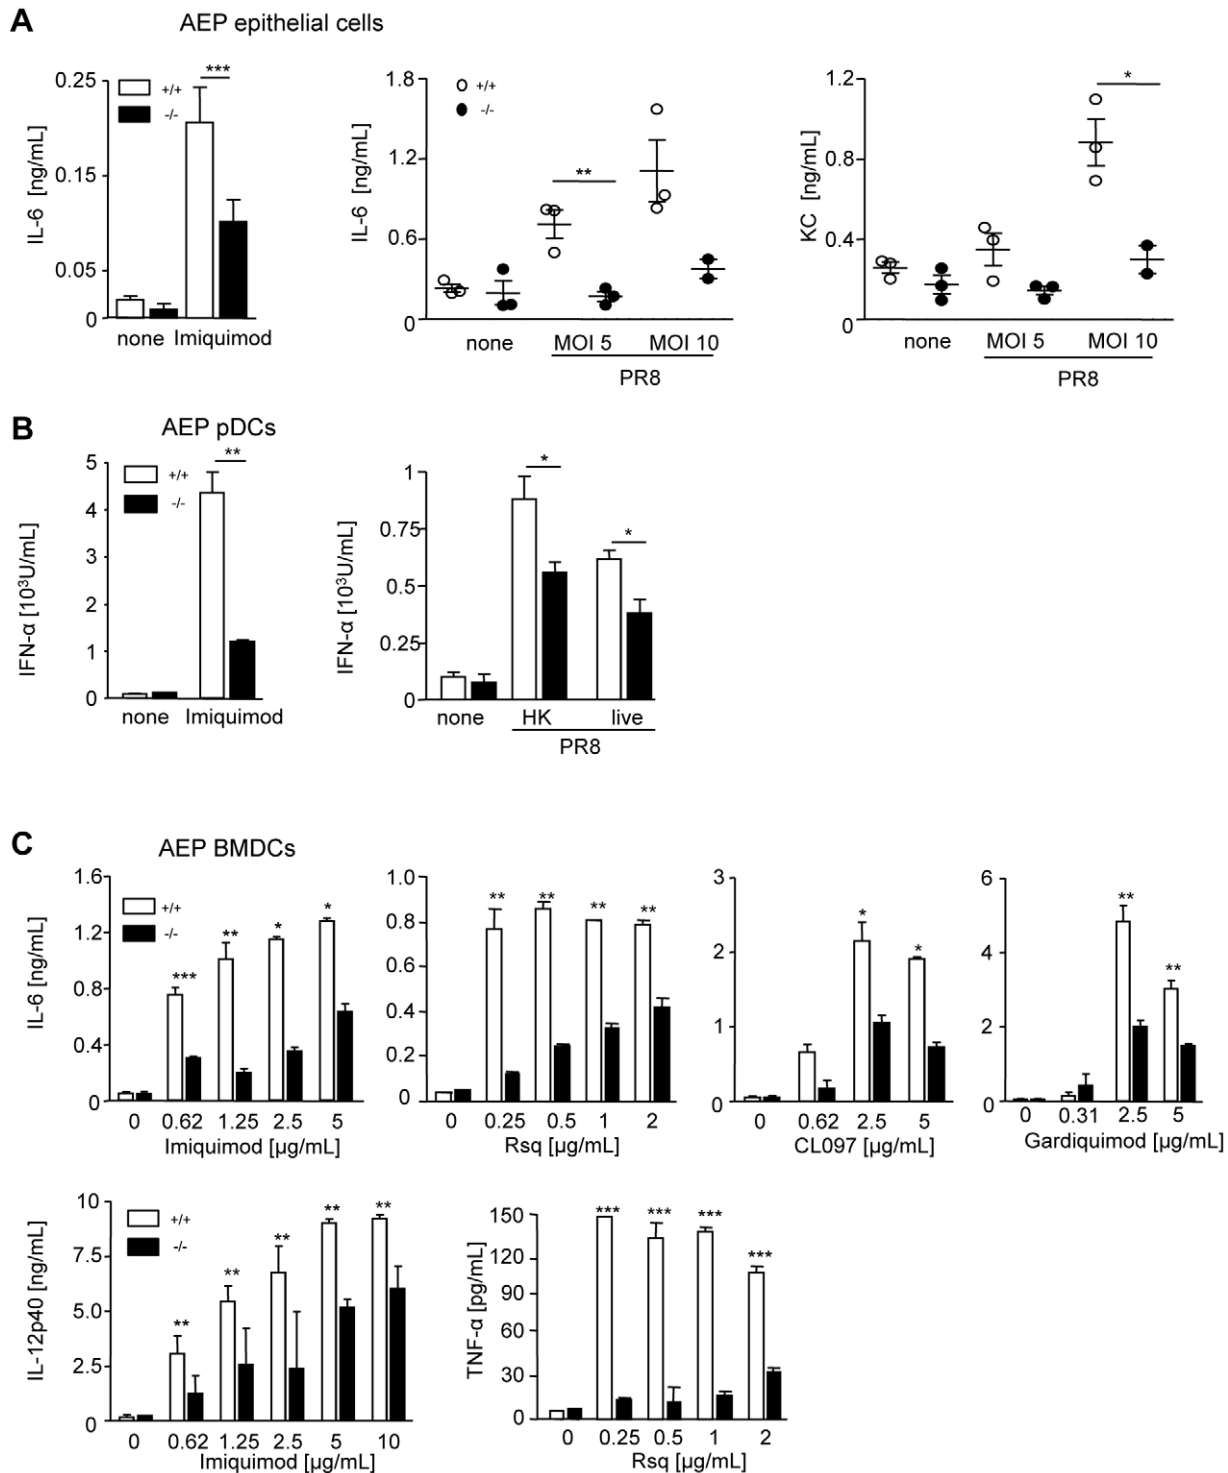 A
AEP epithelial cells
IL-6 [ng/mL]
0.25
0.15
0.05
0
+/+
-/-
***
none Imiquimod
IL-6 [ng/mL]
1.8
1.2
0.6
0
+/+
-/-
**
none MOI 5 MOI 10
PR8
KC [ng/mL]
1.2
0.8
0.4
0
*
none MOI 5 MOI 10
PR8
B
AEP pDCs
IFN-α [10³U/mL]
5
4
3
2
1
0
+/+
-/-
**
none Imiquimod
IFN-α [10³U/mL]
1
0.75
0.5
0.25
0
*
*
none HK live
PR8
C
AEP BMDCs
IL-6 [ng/mL]
1.6
1.2
0.8
0.4
0
+/+
-/-
*** ** * *
0 0.62 1.25 2.5 5
Imiquimod [µg/mL]
1.0
0.8
0.6
0.4
0.2
0
** ** ** **
0 0.25 0.5 1 2
Rsq [µg/mL]
3
2
1
0
* *
0 0.62 2.5 5
CL097 [µg/mL]
6
4
2
0
** **
0 0.31 2.5 5
Gardiquimod [µg/mL]
IL-12p40 [ng/mL]
10
7.5
5.0
2.5
0
+/+
-/-
** ** ** ** **
0 0.62 1.25 2.5 5 10
Imiquimod [µg/mL]
TNF-α [pg/mL]
150
120
90
60
30
0
*** *** *** ***
0 0.25 0.5 1 2
Rsq [µg/mL]